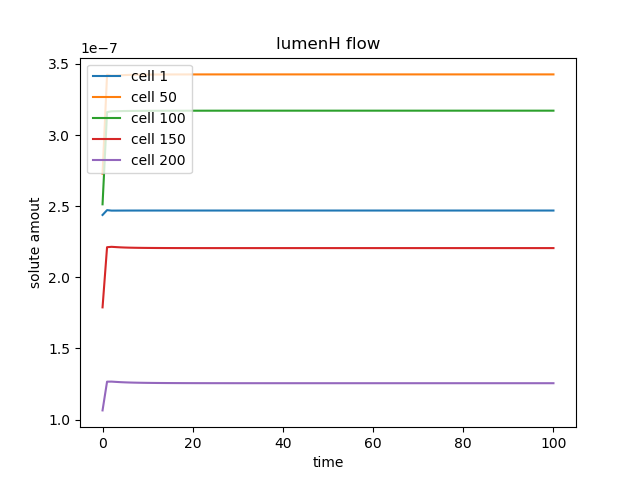 lumenH flow
1e−7
3.5
3.0
2.5
2.0
1.5
1.0
solute amout
cell 1
cell 50
cell 100
cell 150
cell 200
0
20
40
60
80
100
time